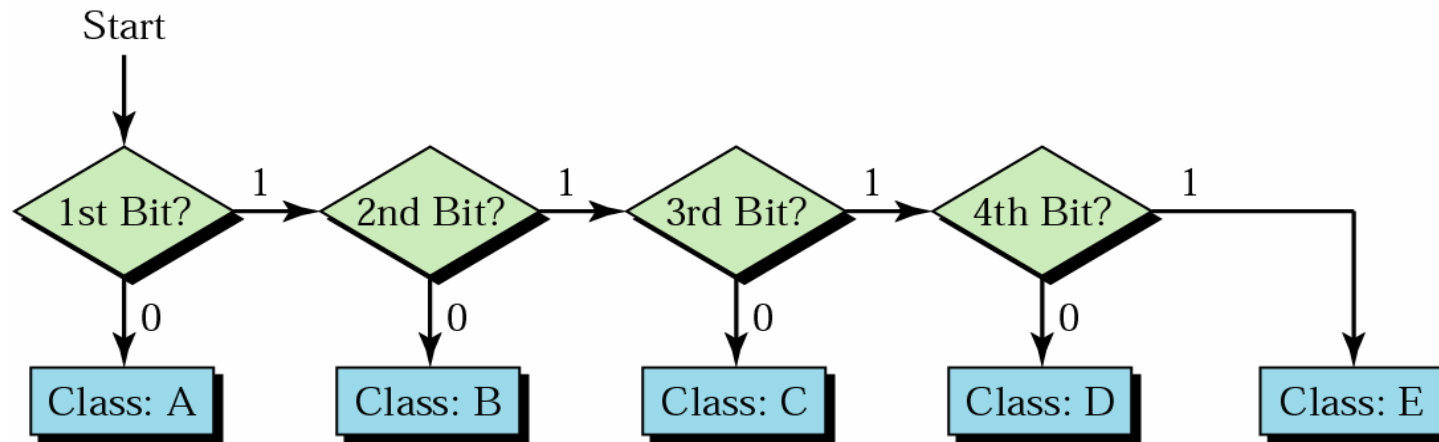 Start
1st Bit?
1
2nd Bit?
1
3rd Bit?
1
4th Bit?
1
0
0
0
0
Class: A
Class: B
Class: C
Class: D
Class: E